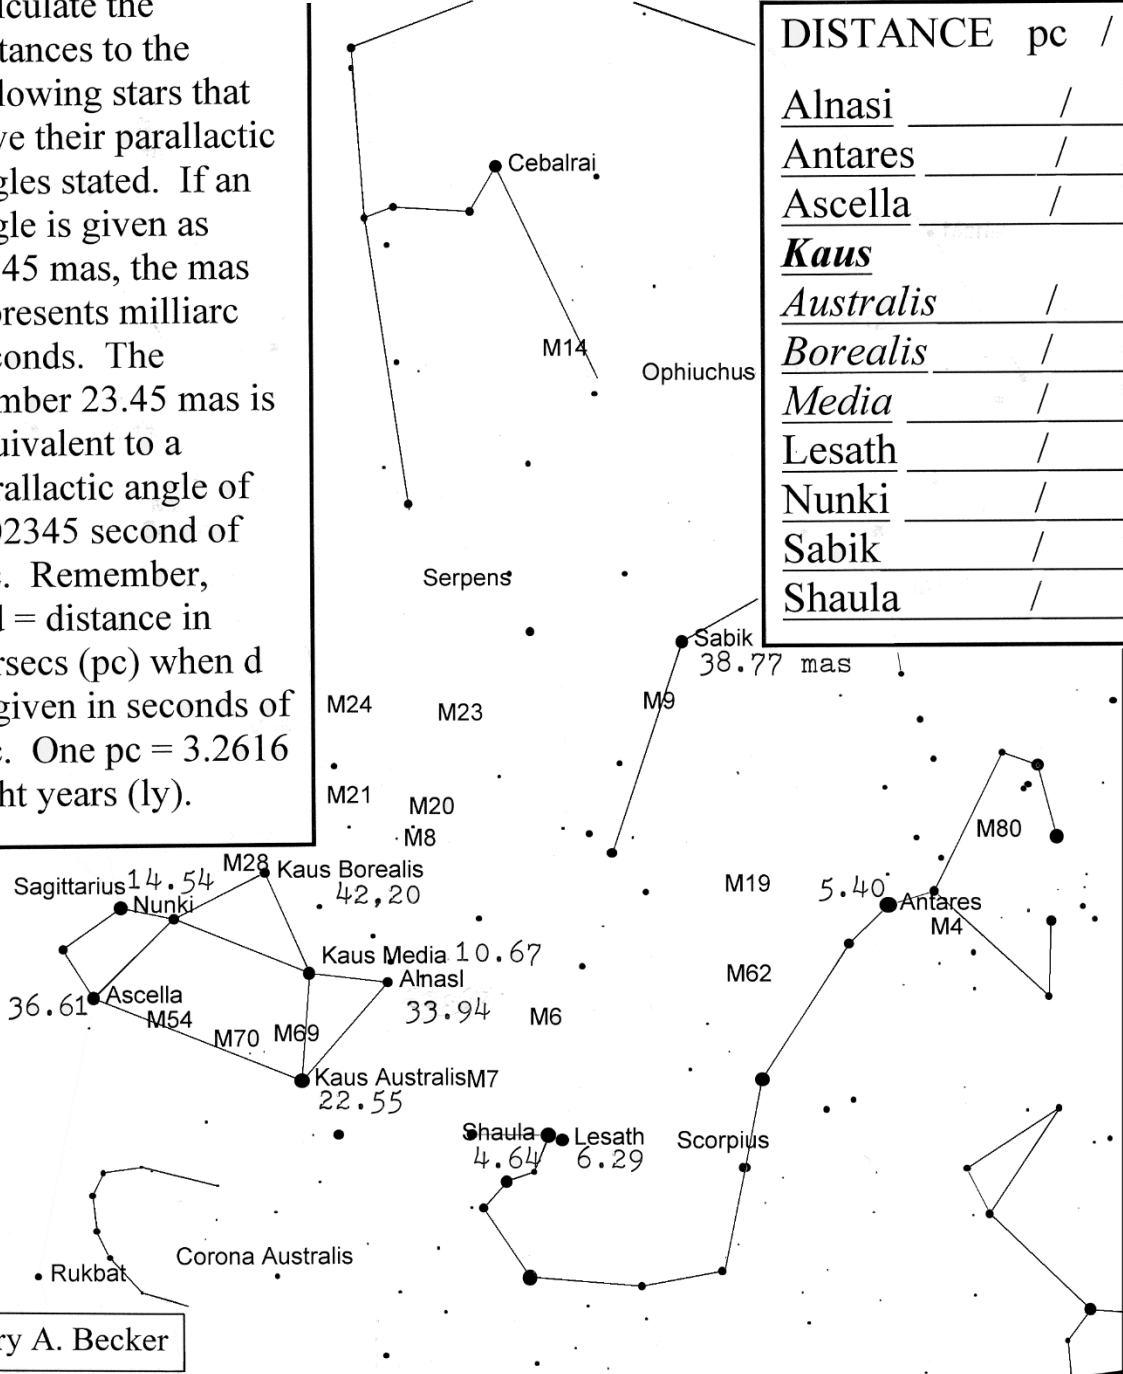 lculate the
tances to the
lowing stars that
ve their parallactic
gles stated. If an
gle is given as
.45 mas, the mas
presents milliarc
conds. The
mber 23.45 mas is
uivalent to a
rallactic angle of
02345 second of
c. Remember,
d = distance in
rsecs (pc) when d
given in seconds of
c. One pc = 3.2616
ht years (ly).
DISTANCE pc /
Alnasi /
Antares /
Ascella /
Kaus
Australis /
Borealis /
Media /
Lesath /
Nunki /
Sabik /
Shaula /
Cebalrai
M14
Ophiuchus
Serpens
Sabik
38.77 mas
M9
M24
M23
M21
M20
M8
M80
M28
Kaus Borealis
42,20
Sagittarius
14.54
Nunki
M19
5.40
Antares
M4
Kaus Media 10.67
Alnasl
33.94
M62
Ascella
36.61
M54
M70
M69
M6
Kaus Australis
M7
22.55
Shaula
4.64
Lesath
6.29
Scorpius
Corona Australis
Rukbat
ry A. Becker